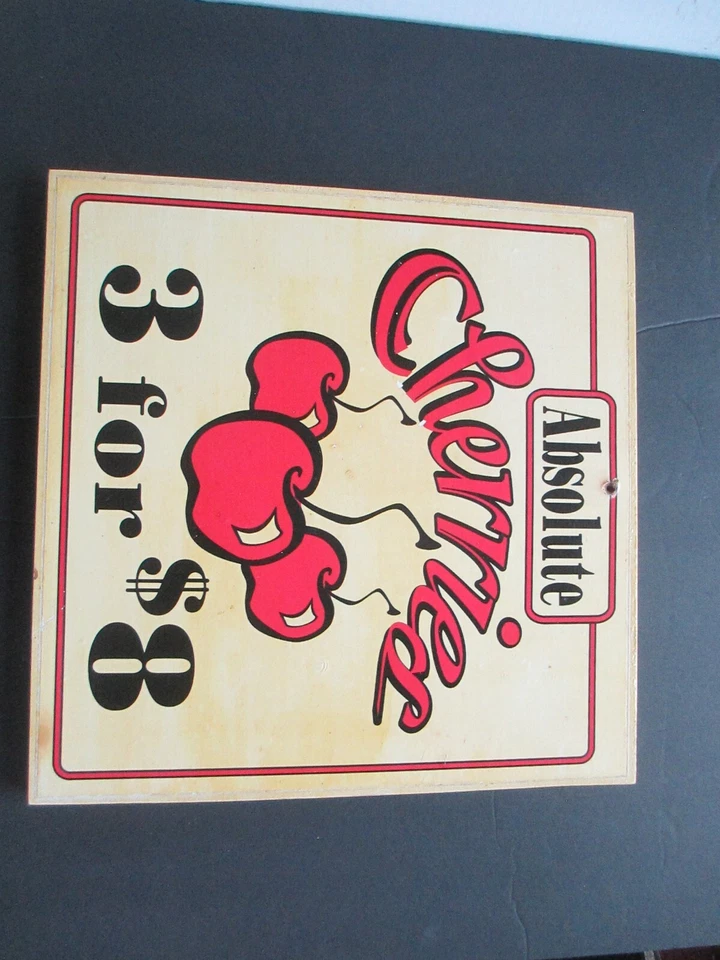 Absolute
Cherries
3 for $8